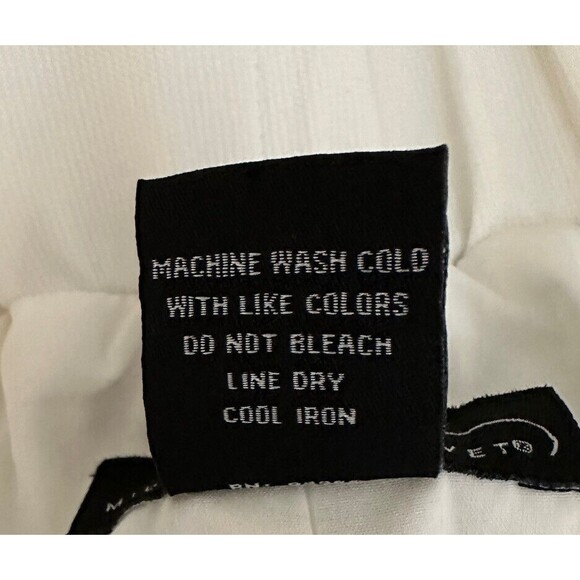 MACHINE WASH COLD
WITH LIKE COLORS
DO NOT BLEACH
LINE DRY
COOL IRON